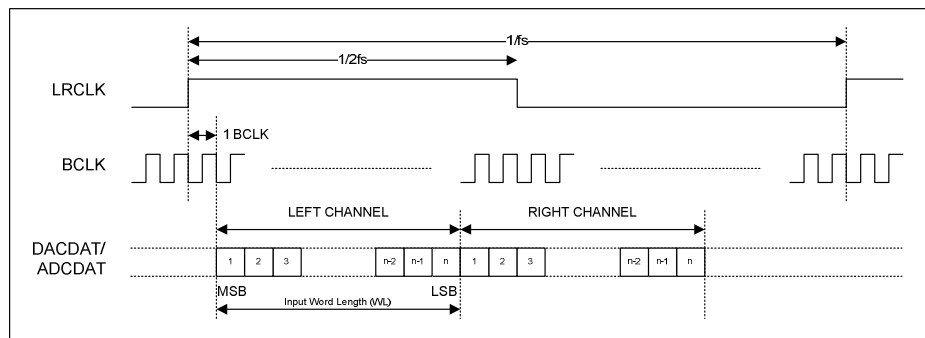 1/fs
1/2fs
LRCLK
1 BCLK
BCLK
LEFT CHANNEL
RIGHT CHANNEL
DACDAT/
ADCDAT
1 2 3 n-2 n-1 n 1 2 3 n-2 n-1 n
MSB
LSB
Input Word Length (WL)